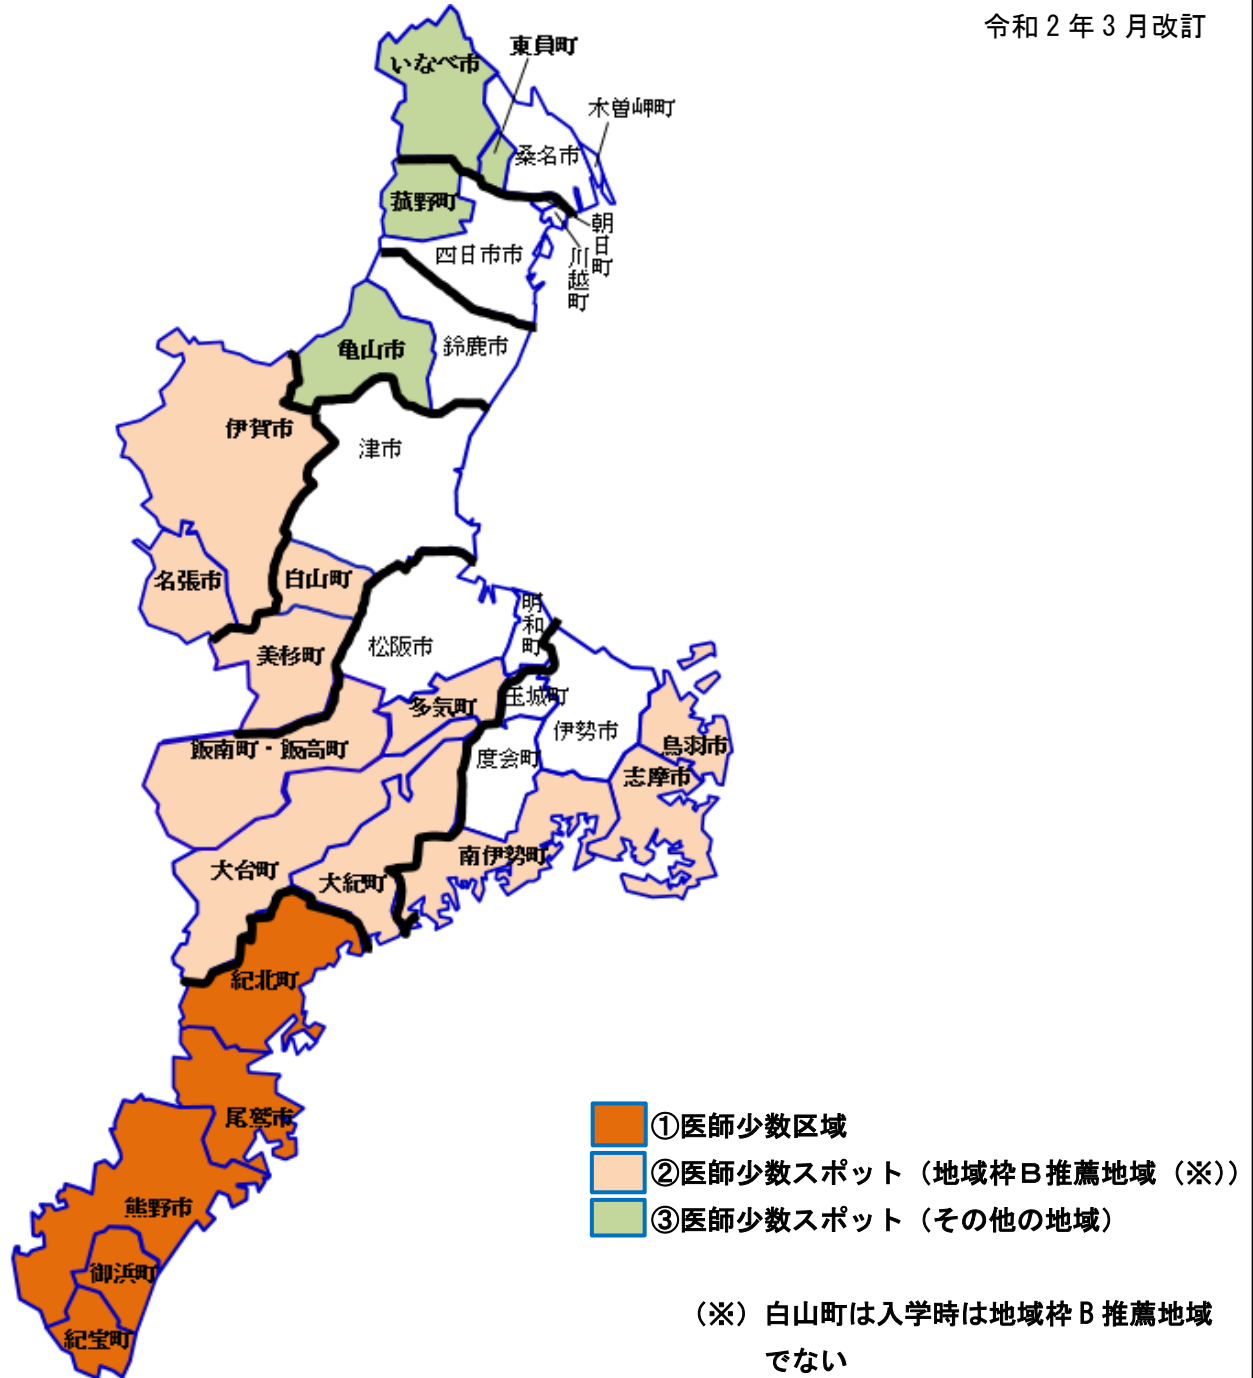 令和2年3月改訂
いなべ市
東員町
木曽岬町
桑名市
菰野町
朝日町
川越町
四日市市
亀山市
鈴鹿市
伊賀市
津市
名張市
白山町
明和町
美杉町
松阪市
多気町
玉城町
伊勢市
鳥羽市
飯南町・飯高町
度会町
志摩市
南伊勢町
大台町
大紀町
紀北町
尾鷲市
熊野市
御浜町
紀宝町
①医師少数区域
②医師少数スポット（地域枠Ｂ推薦地域（※））
③医師少数スポット（その他の地域）
（※）白山町は入学時は地域枠Ｂ推薦地域
でない